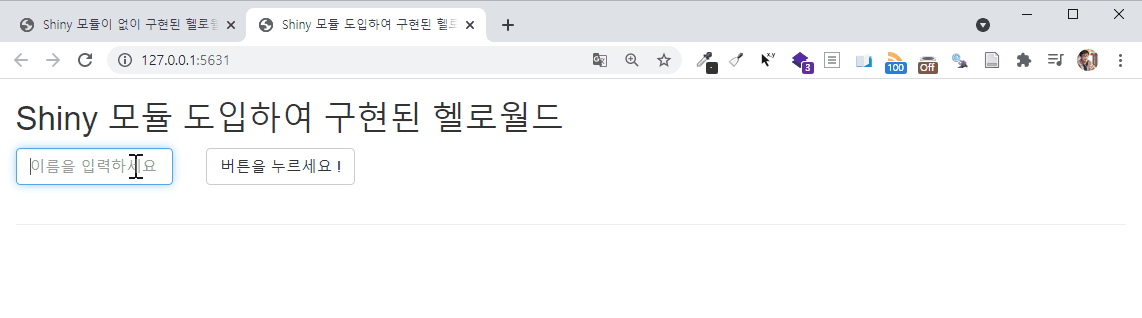 Shiny 모듈이 없이 구현된 헬로월
Shiny 모듈 도입하여 구현된 헬로
127.0.0.1:5631
x,y
3
100
Off
Shiny 모듈 도입하여 구현된 헬로월드
이름을 입력하세요
버튼을 누르세요 !